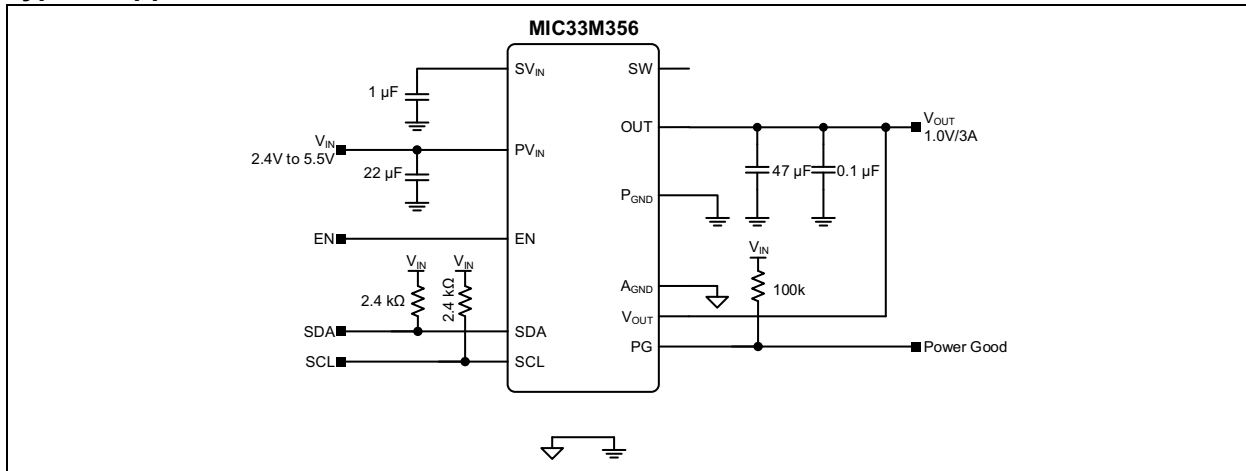 MIC33M356
SVIN
SW
1 µF
OUT
VOUT
1.0V/3A
VIN
2.4V to 5.5V
PVIN
22 µF
47 µF
0.1 µF
PGND
EN
EN
VIN
VIN
VIN
2.4 kΩ
2.4 kΩ
AGND
100k
VOUT
SDA
SDA
PG
Power Good
SCL
SCL